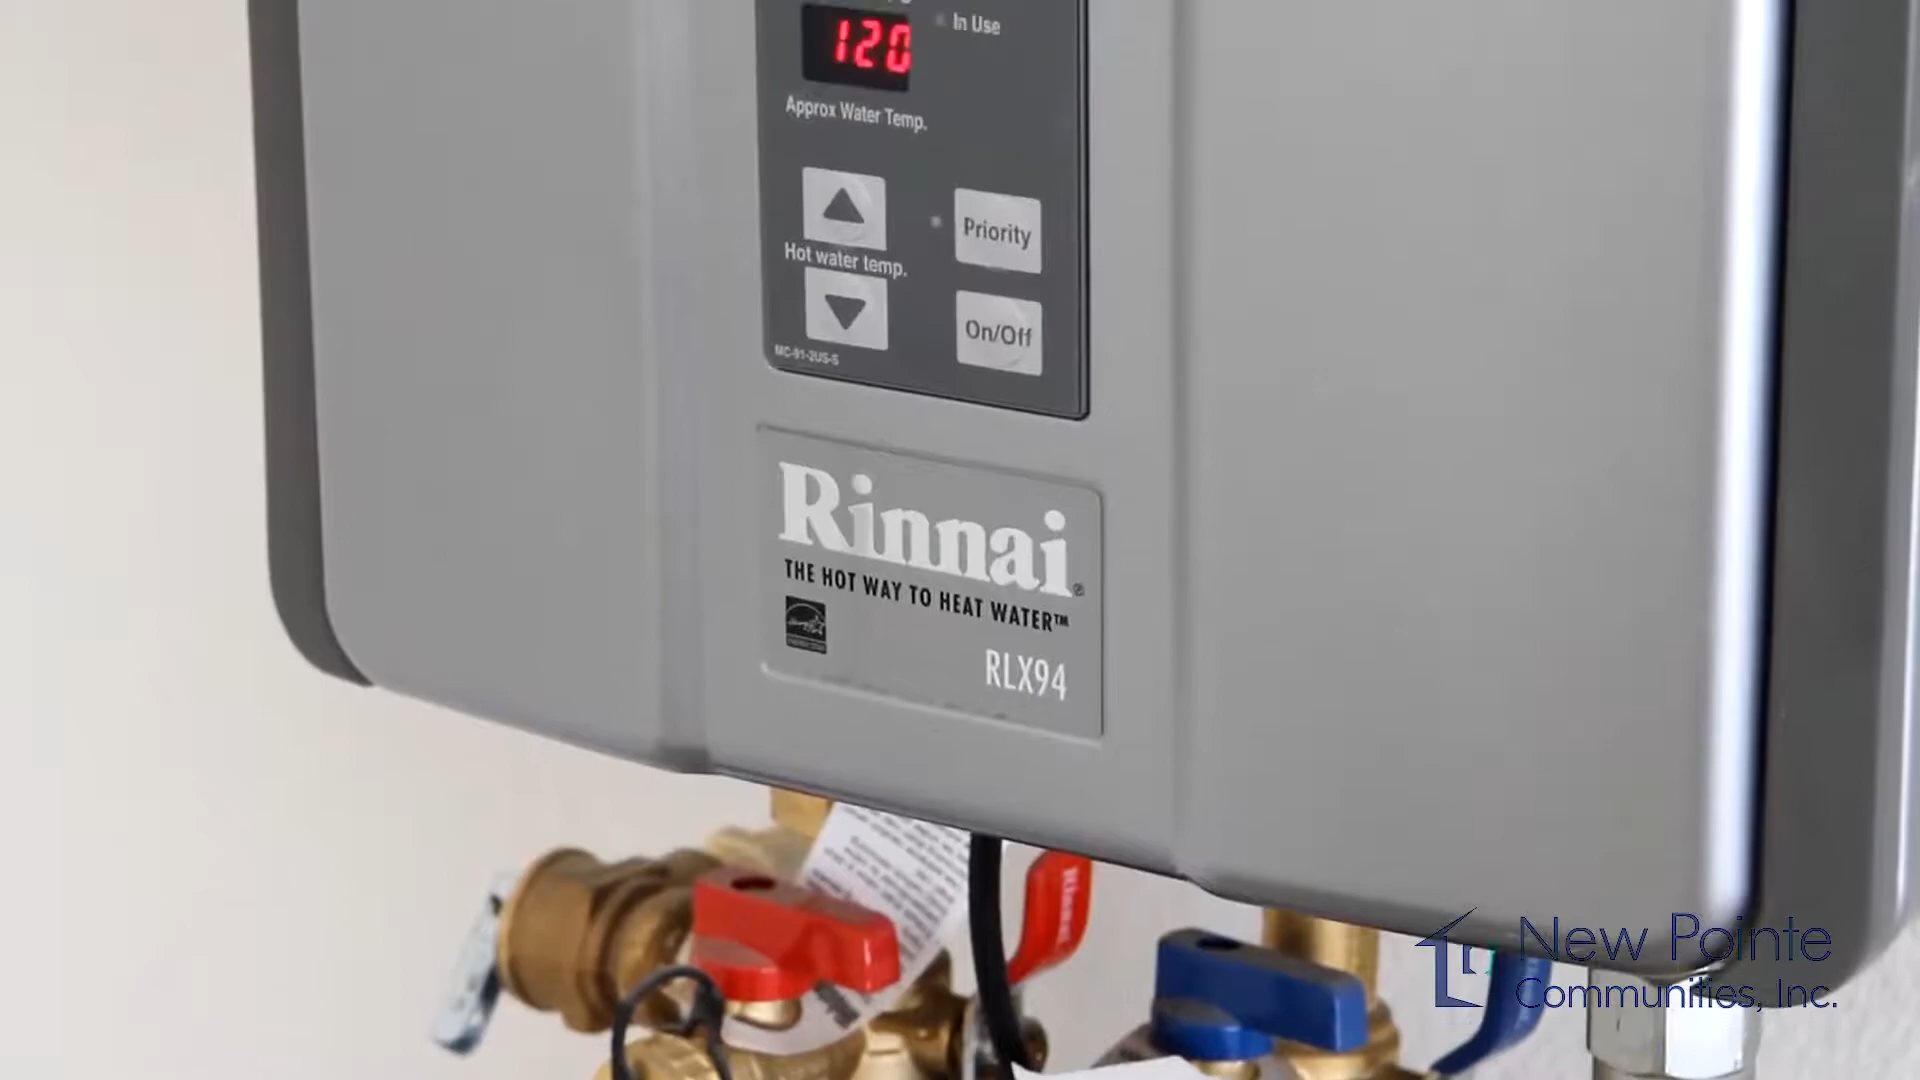 In Use
120
Approx Water Temp.
Priority
Hot water temp.
On/Off
MC-91-2US-S
Rinnai®
THE HOT WAY TO HEAT WATER™
RLX94
Rinnai
New Pointe
Communities, Inc.